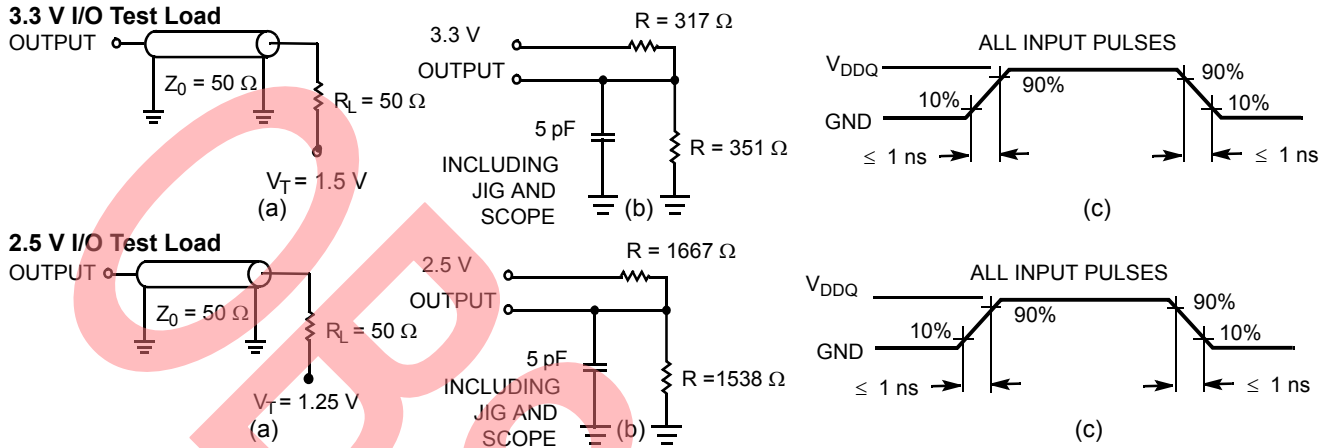 3.3 V I/O Test Load
OUTPUT
Z0 = 50 Ω
RL = 50 Ω
VT = 1.5 V
(a)
3.3 V
OUTPUT
R = 317 Ω
5 pF
R = 351 Ω
INCLUDING
JIG AND
SCOPE
(b)
ALL INPUT PULSES
VDDQ
GND
10%
90%
90%
10%
≤ 1 ns
≤ 1 ns
(c)
2.5 V I/O Test Load
OUTPUT
Z0 = 50 Ω
RL = 50 Ω
VT = 1.25 V
(a)
2.5 V
OUTPUT
R = 1667 Ω
5 pF
R =1538 Ω
INCLUDING
JIG AND
SCOPE
(b)
ALL INPUT PULSES
VDDQ
GND
10%
90%
90%
10%
≤ 1 ns
≤ 1 ns
(c)